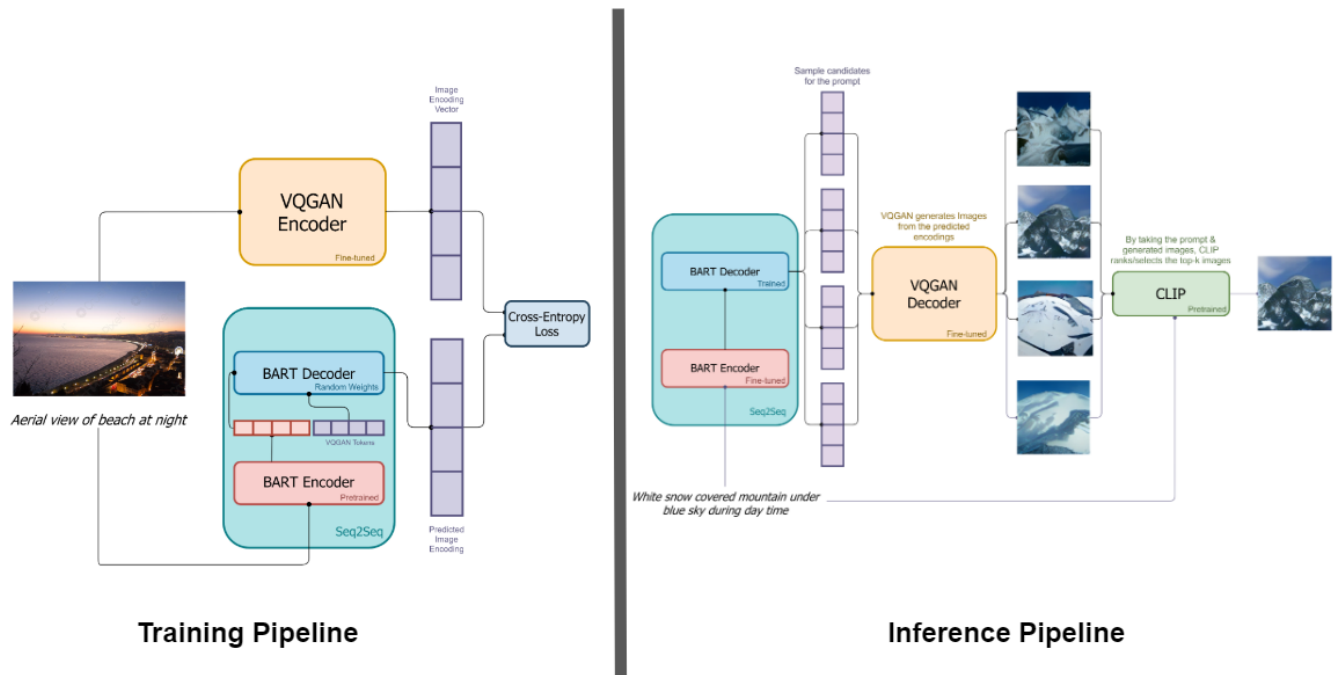 Image
Encoding
Vector
VQGAN
Encoder
Fine-tuned
Cross-Entropy
Loss
BART Decoder
Random Weights
VQGAN Tokens
BART Encoder
Pretrained
Seq2Seq
Predicted
Image
Encoding
Aerial view of beach at night
Training Pipeline
Sample candidates
for the prompt
BART Decoder
Trained
BART Encoder
Fine-tuned
Seq2Seq
VQGAN generates Images
from the predicted
encodings
VQGAN
Decoder
Fine-tuned
By taking the prompt &
generated images, CLIP
ranks/selects the top-k images
CLIP
Pretrained
White snow covered mountain under
blue sky during day time
Inference Pipeline